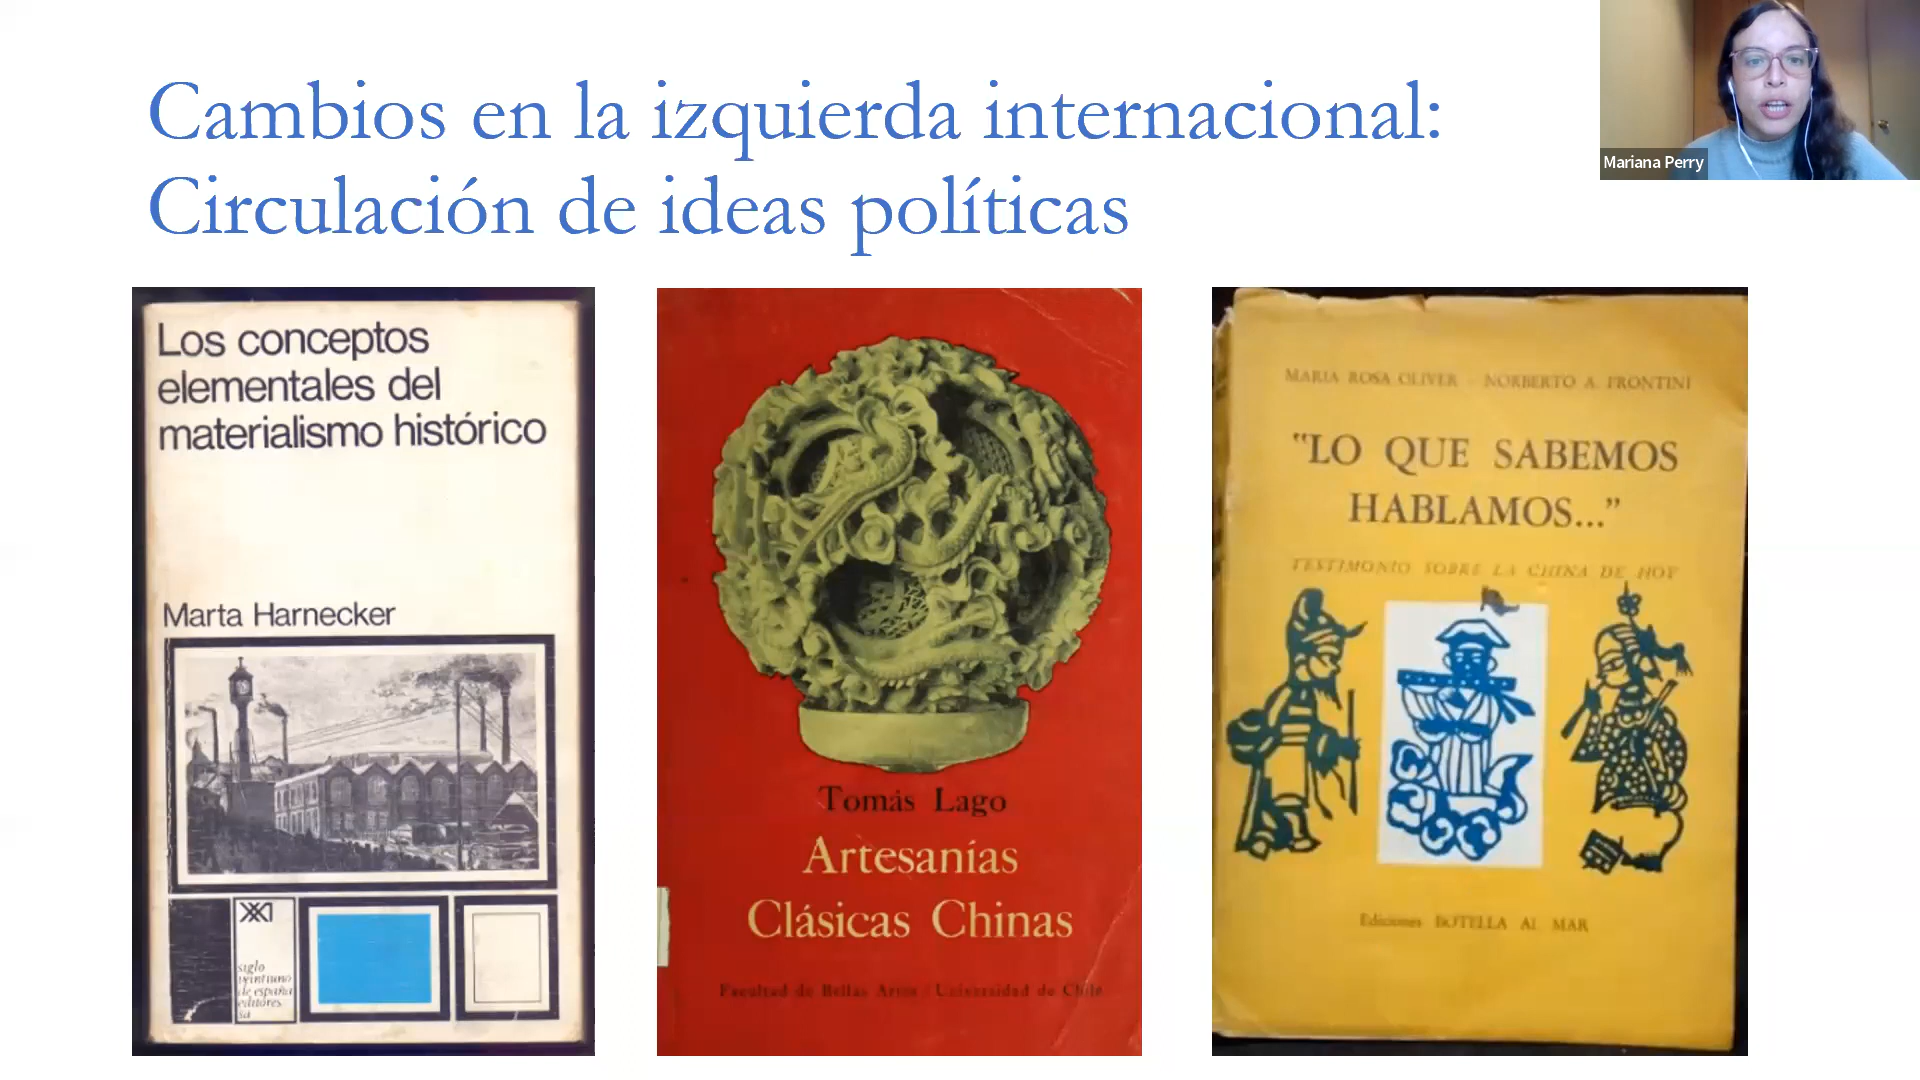 Cambios en la izquierda internacional:
Circulación de ideas políticas
Mariana Perry
Los conceptos
elementales del
materialismo histórico
Marta Harnecker
siglo
veintiuno
de españa
editores
sa
Tomás Lago
Artesanías
Clásicas Chinas
Facultad de Bellas Artes / Universidad de Chile
MARIA ROSA OLIVER - NORBERTO A. FRONTINI
"LO QUE SABEMOS
HABLAMOS..."
TESTIMONIO SOBRE LA CHINA DE HOY
Ediciones BOTELLA AL MAR